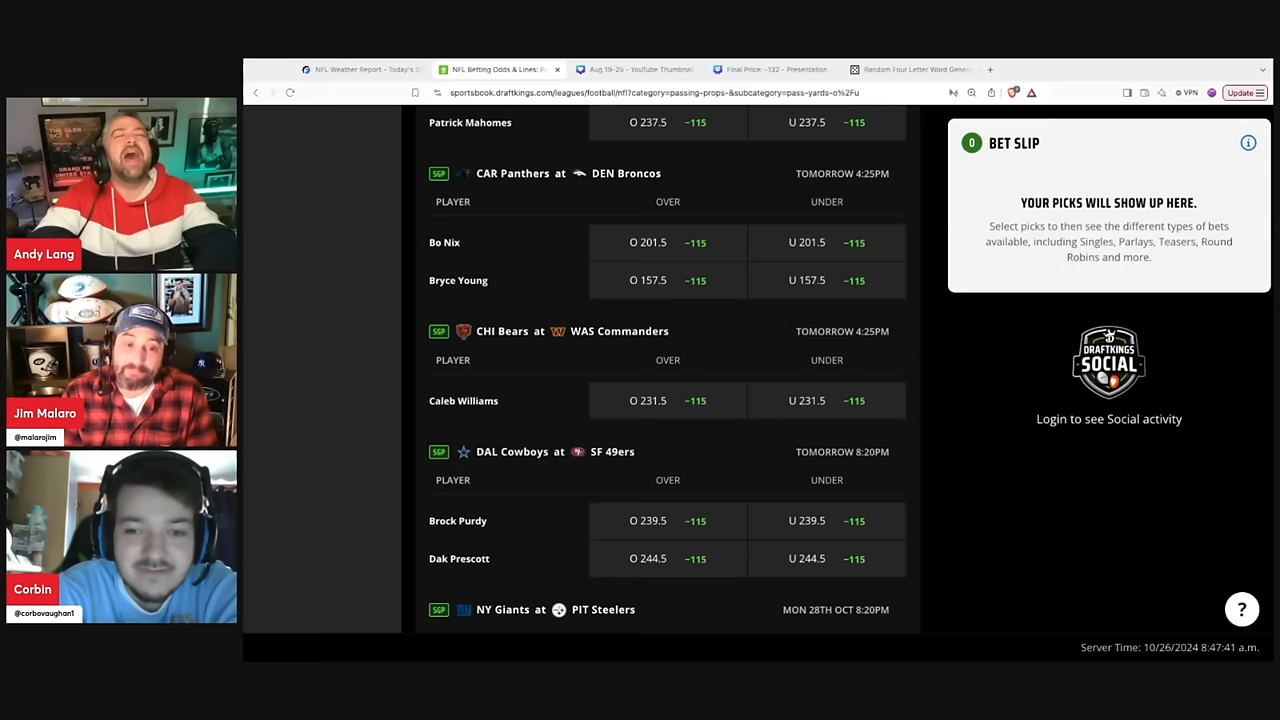 NFL Weather Report - Today's
NFL Betting Odds & Lines: P
Aug 19-25 - YouTube Thumbnail
Final Price: -132 - Presentation
Random Four Letter Word Gene
sportsbook.draftkings.com/leagues/football/nfl?category=passing-props-&subcategory=pass-yards-o%2Fu
VPN
Update
Patrick Mahomes O 237.5 -115 U 237.5 -115
SGP CAR Panthers at DEN Broncos TOMORROW 4:25PM
PLAYER OVER UNDER
Bo Nix O 201.5 -115 U 201.5 -115
Bryce Young O 157.5 -115 U 157.5 -115
SGP CHI Bears at WAS Commanders TOMORROW 4:25PM
PLAYER OVER UNDER
Caleb Williams O 231.5 -115 U 231.5 -115
SGP DAL Cowboys at SF 49ers TOMORROW 8:20PM
PLAYER OVER UNDER
Brock Purdy O 239.5 -115 U 239.5 -115
Dak Prescott O 244.5 -115 U 244.5 -115
SGP NY Giants at PIT Steelers MON 28TH OCT 8:20PM
0 BET SLIP
YOUR PICKS WILL SHOW UP HERE.
Select picks to then see the different types of bets
available, including Singles, Parlays, Teasers, Round
Robins and more.
DRAFTKINGS
SOCIAL
Login to see Social activity
?
Server Time: 10/26/2024 8:47:41 a.m.
Andy Lang
Jim Malaro
@malarojim
Corbin
@corbovaughan1